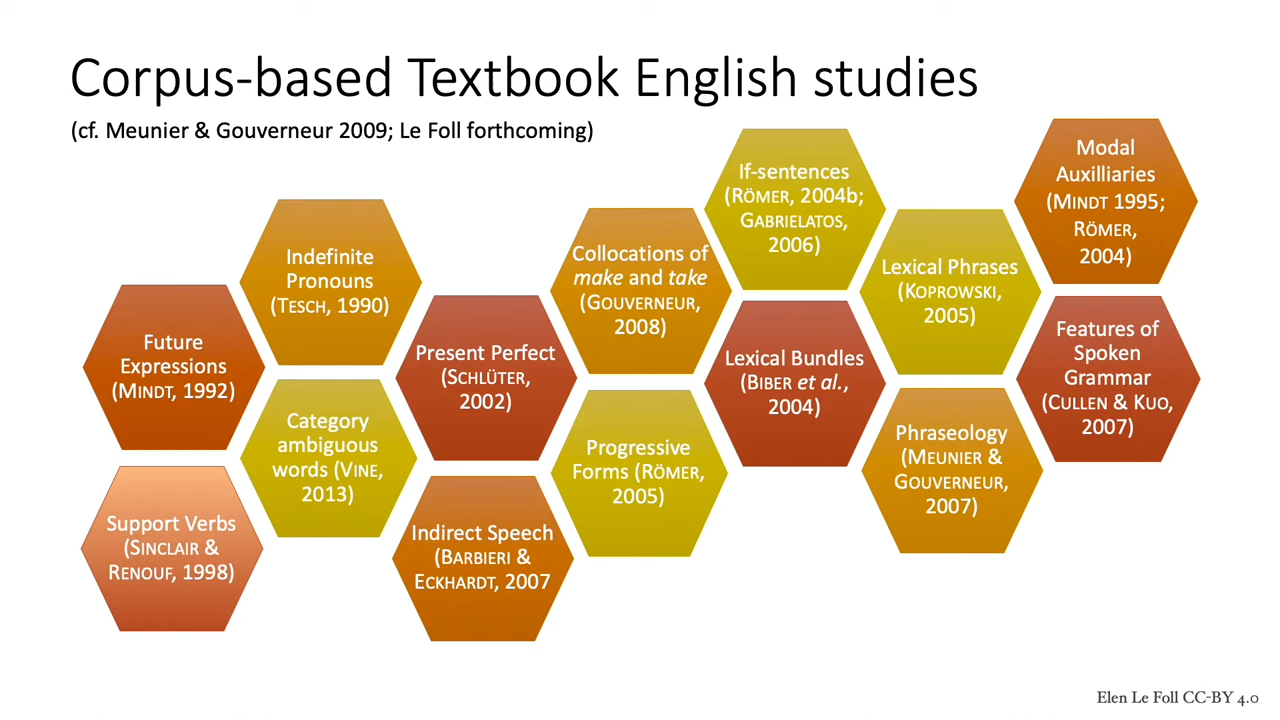 Corpus-based Textbook English studies
(cf. Meunier & Gouverneur 2009; Le Foll forthcoming)
Future
Expressions
(MINDT, 1992)
Support Verbs
(SINCLAIR &
RENOUF, 1998)
Indefinite
Pronouns
(TESCH, 1990)
Category
ambiguous
words (VINE,
2013)
Present Perfect
(SCHLÜTER,
2002)
Indirect Speech
(BARBIERI &
ECKHARDT, 2007
Collocations of
make and take
(GOUVERNEUR,
2008)
Progressive
Forms (RÖMER,
2005)
If-sentences
(RÖMER, 2004b;
GABRIELATOS,
2006)
Lexical Bundles
(BIBER et al.,
2004)
Lexical Phrases
(KOPROWSKI,
2005)
Phraseology
(MEUNIER &
GOUVERNEUR,
2007)
Modal
Auxilliaries
(MINDT 1995;
RÖMER,
2004)
Features of
Spoken
Grammar
(CULLEN & KUO,
2007)
Elen Le Foll CC-BY 4.0